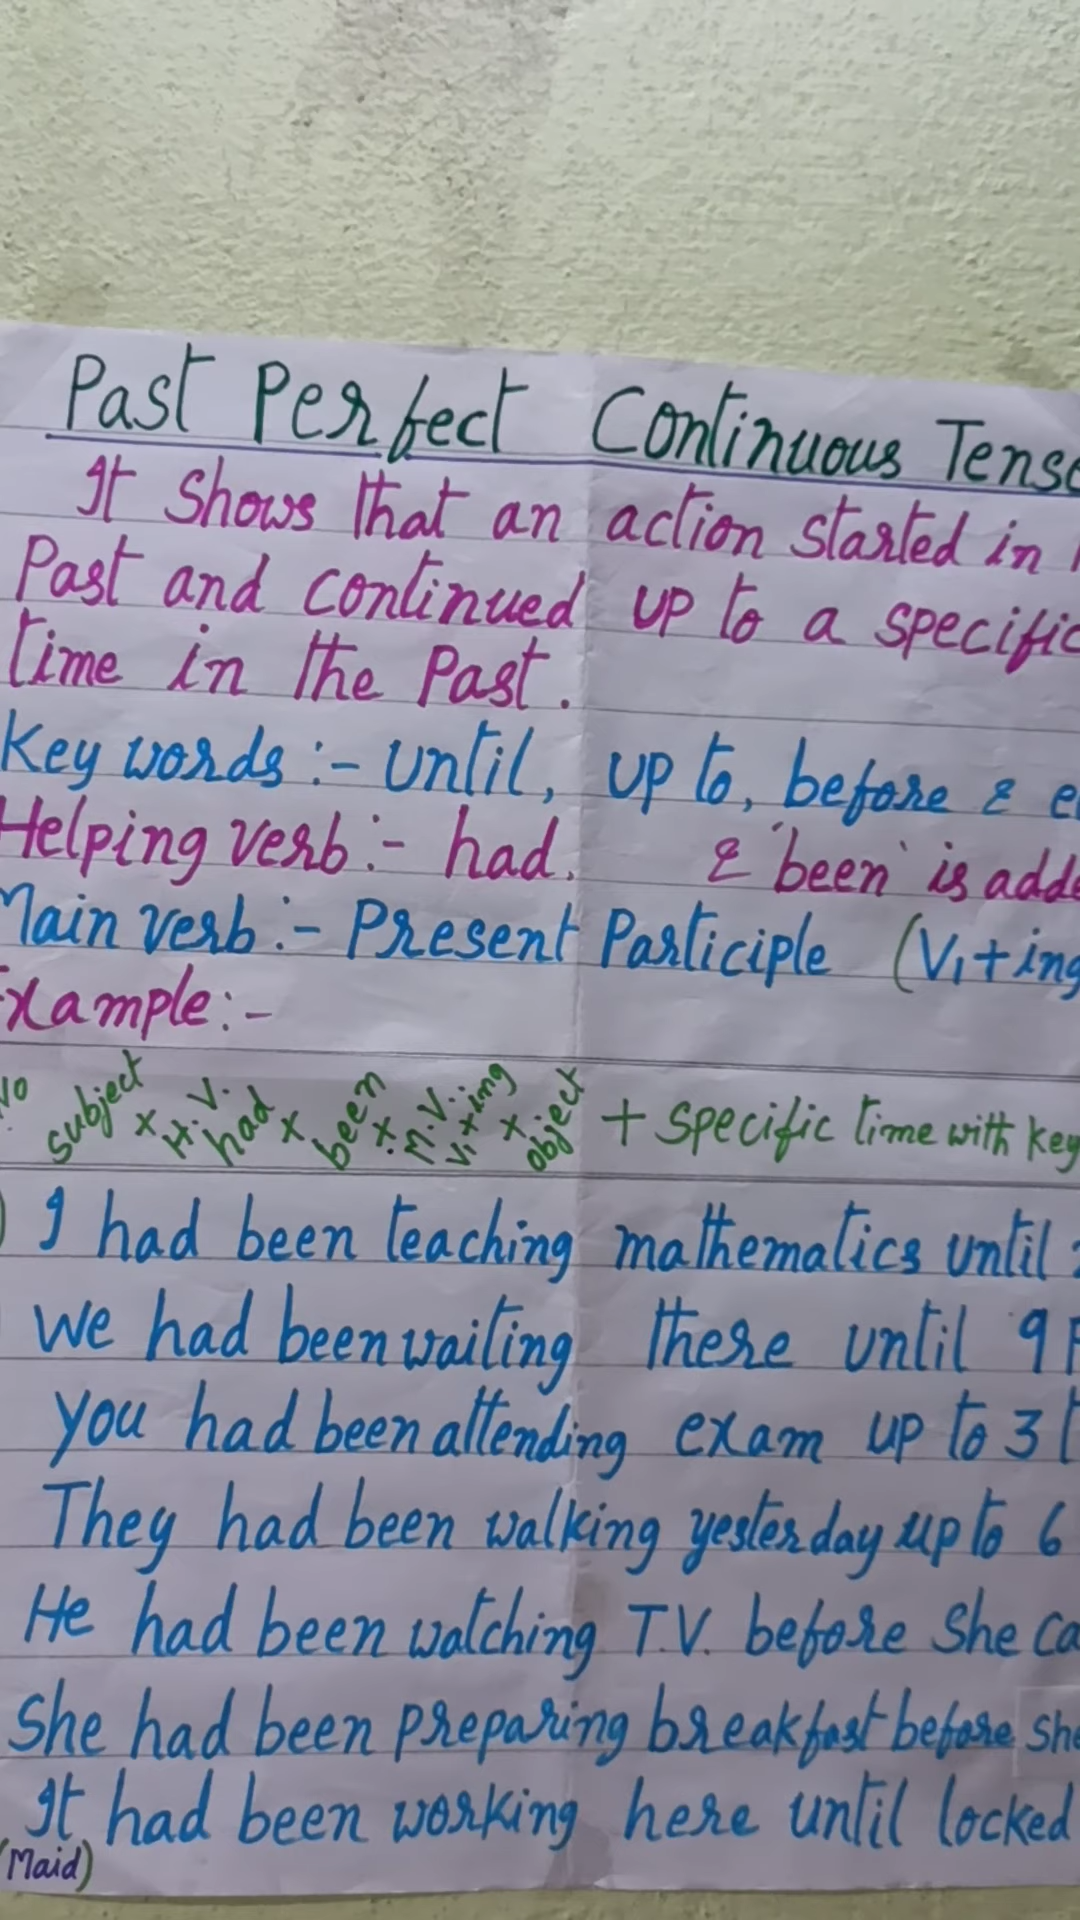 Past Perfect Continuous Tense
It shows that an action started in
Past and continued up to a specific
time in the Past.
Key words :- until, up to, before &
Helping verb :- had. & 'been' is adde
Main verb :- Present Participle (V₁+ing
Example:-
subject x H.V. had x been x m.V. V₁+ing x object + specific time with key
I had been teaching mathematics until
We had been waiting there until 9
you had been attending exam up to 3
They had been walking yesterday up to 6
He had been watching T.V. before she ca
She had been preparing breakfast before she
It had been working here until locked
(Maid)